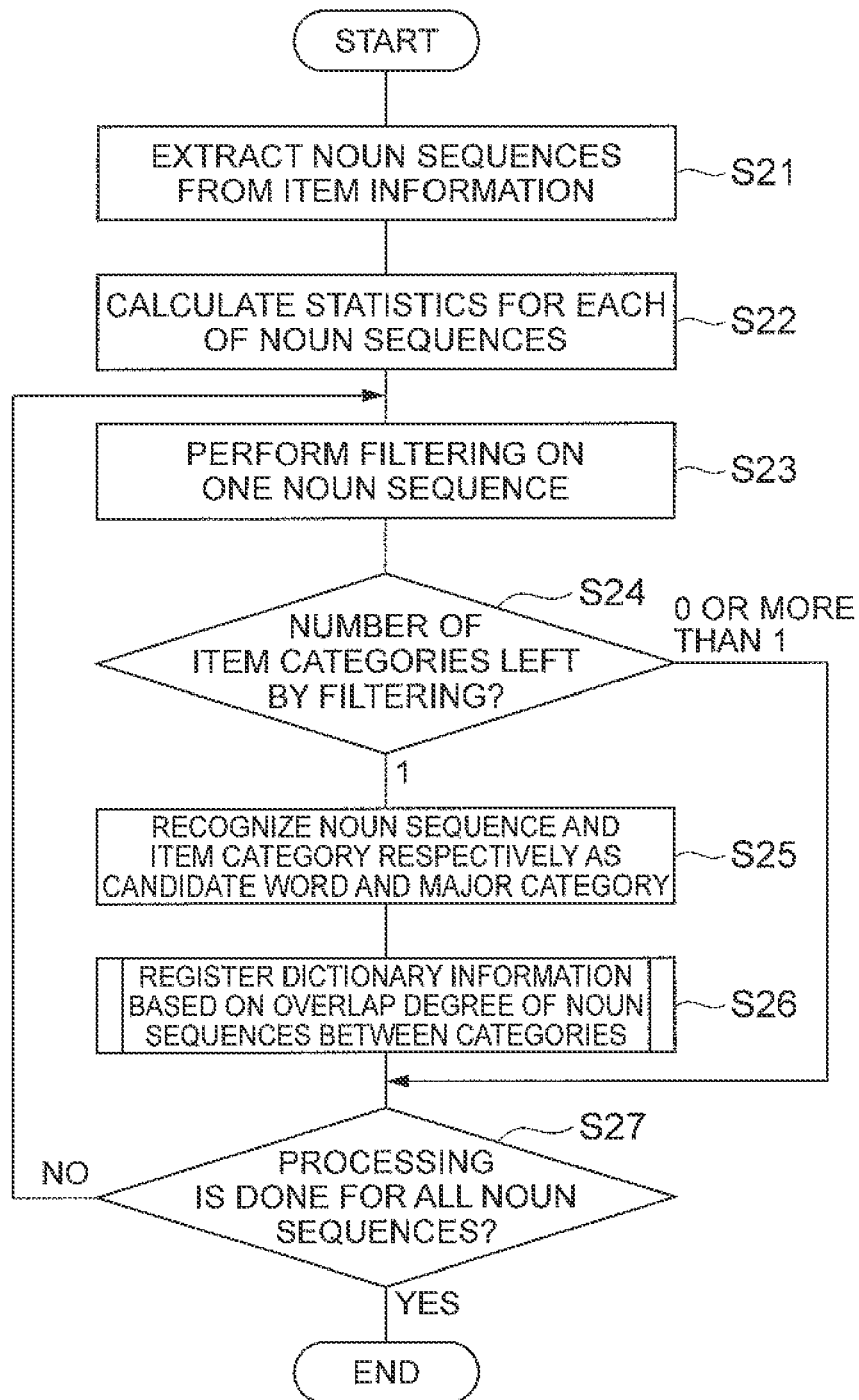 START
EXTRACT NOUN SEQUENCES
FROM ITEM INFORMATION
S21
CALCULATE STATISTICS FOR EACH
OF NOUN SEQUENCES
S22
PERFORM FILTERING ON
ONE NOUN SEQUENCE
S23
S24
NUMBER OF
ITEM CATEGORIES LEFT
BY FILTERING?
0 OR MORE
THAN 1
1
RECOGNIZE NOUN SEQUENCE AND
ITEM CATEGORY RESPECTIVELY AS
CANDIDATE WORD AND MAJOR CATEGORY
S25
REGISTER DICTIONARY INFORMATION
BASED ON OVERLAP DEGREE OF NOUN
SEQUENCES BETWEEN CATEGORIES
S26
S27
NO
PROCESSING
IS DONE FOR ALL NOUN
SEQUENCES?
YES
END